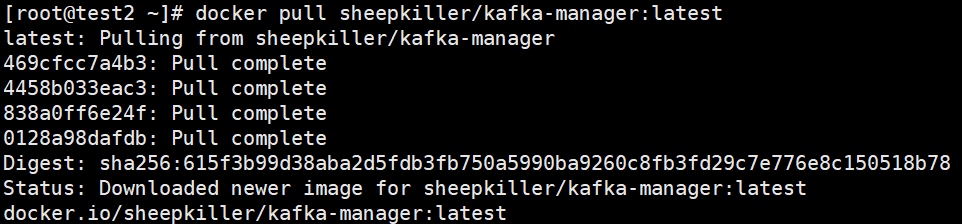 [root@test2 ~]# docker pull sheepkiller/kafka-manager:latest
latest: Pulling from sheepkiller/kafka-manager
469cfcc7a4b3: Pull complete
4458b033eac3: Pull complete
838a0ff6e24f: Pull complete
0128a98dafdb: Pull complete
Digest: sha256:615f3b99d38aba2d5fdb3fb750a5990ba9260c8fb3fd29c7e776e8c150518b78
Status: Downloaded newer image for sheepkiller/kafka-manager:latest
docker.io/sheepkiller/kafka-manager:latest